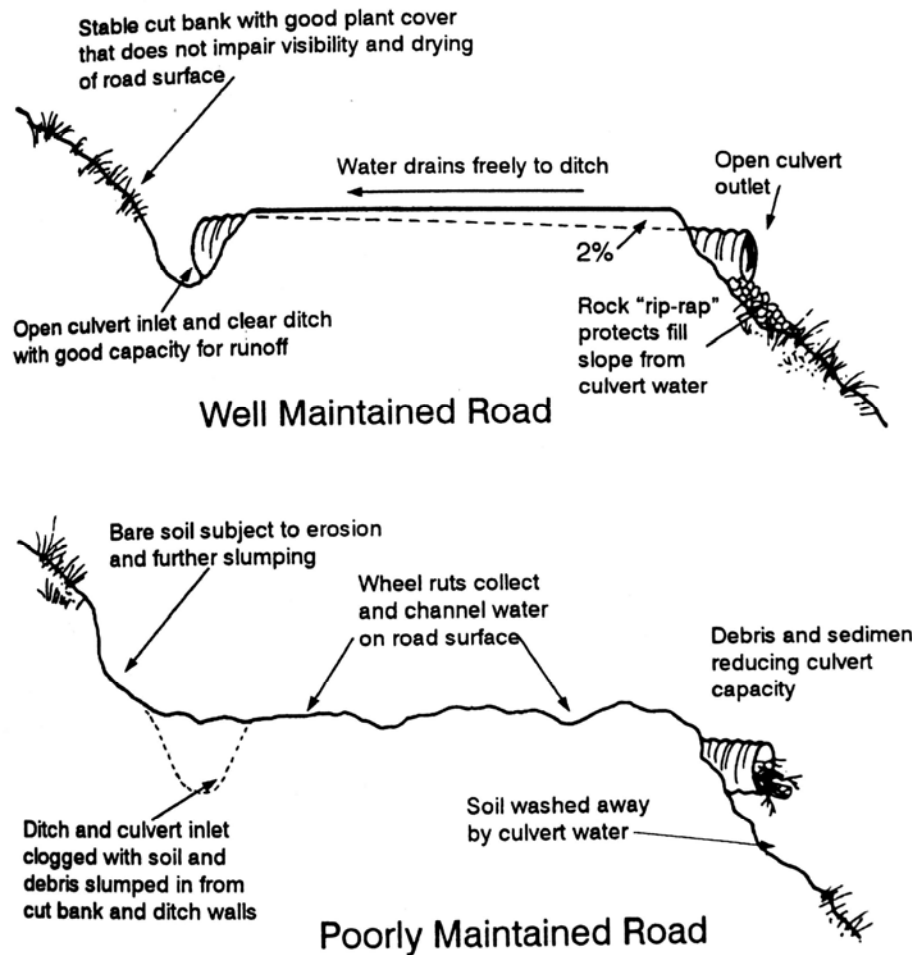 Stable cut bank with good plant cover
that does not impair visibility and drying
of road surface
Water drains freely to ditch
Open culvert
outlet
2%
Open culvert inlet and clear ditch
with good capacity for runoff
Rock “rip-rap”
protects fill
slope from
culvert water
Well Maintained Road
Bare soil subject to erosion
and further slumping
Wheel ruts collect
and channel water
on road surface
Debris and sedimen
reducing culvert
capacity
Ditch and culvert inlet
clogged with soil and
debris slumped in from
cut bank and ditch walls
Soil washed away
by culvert water
Poorly Maintained Road